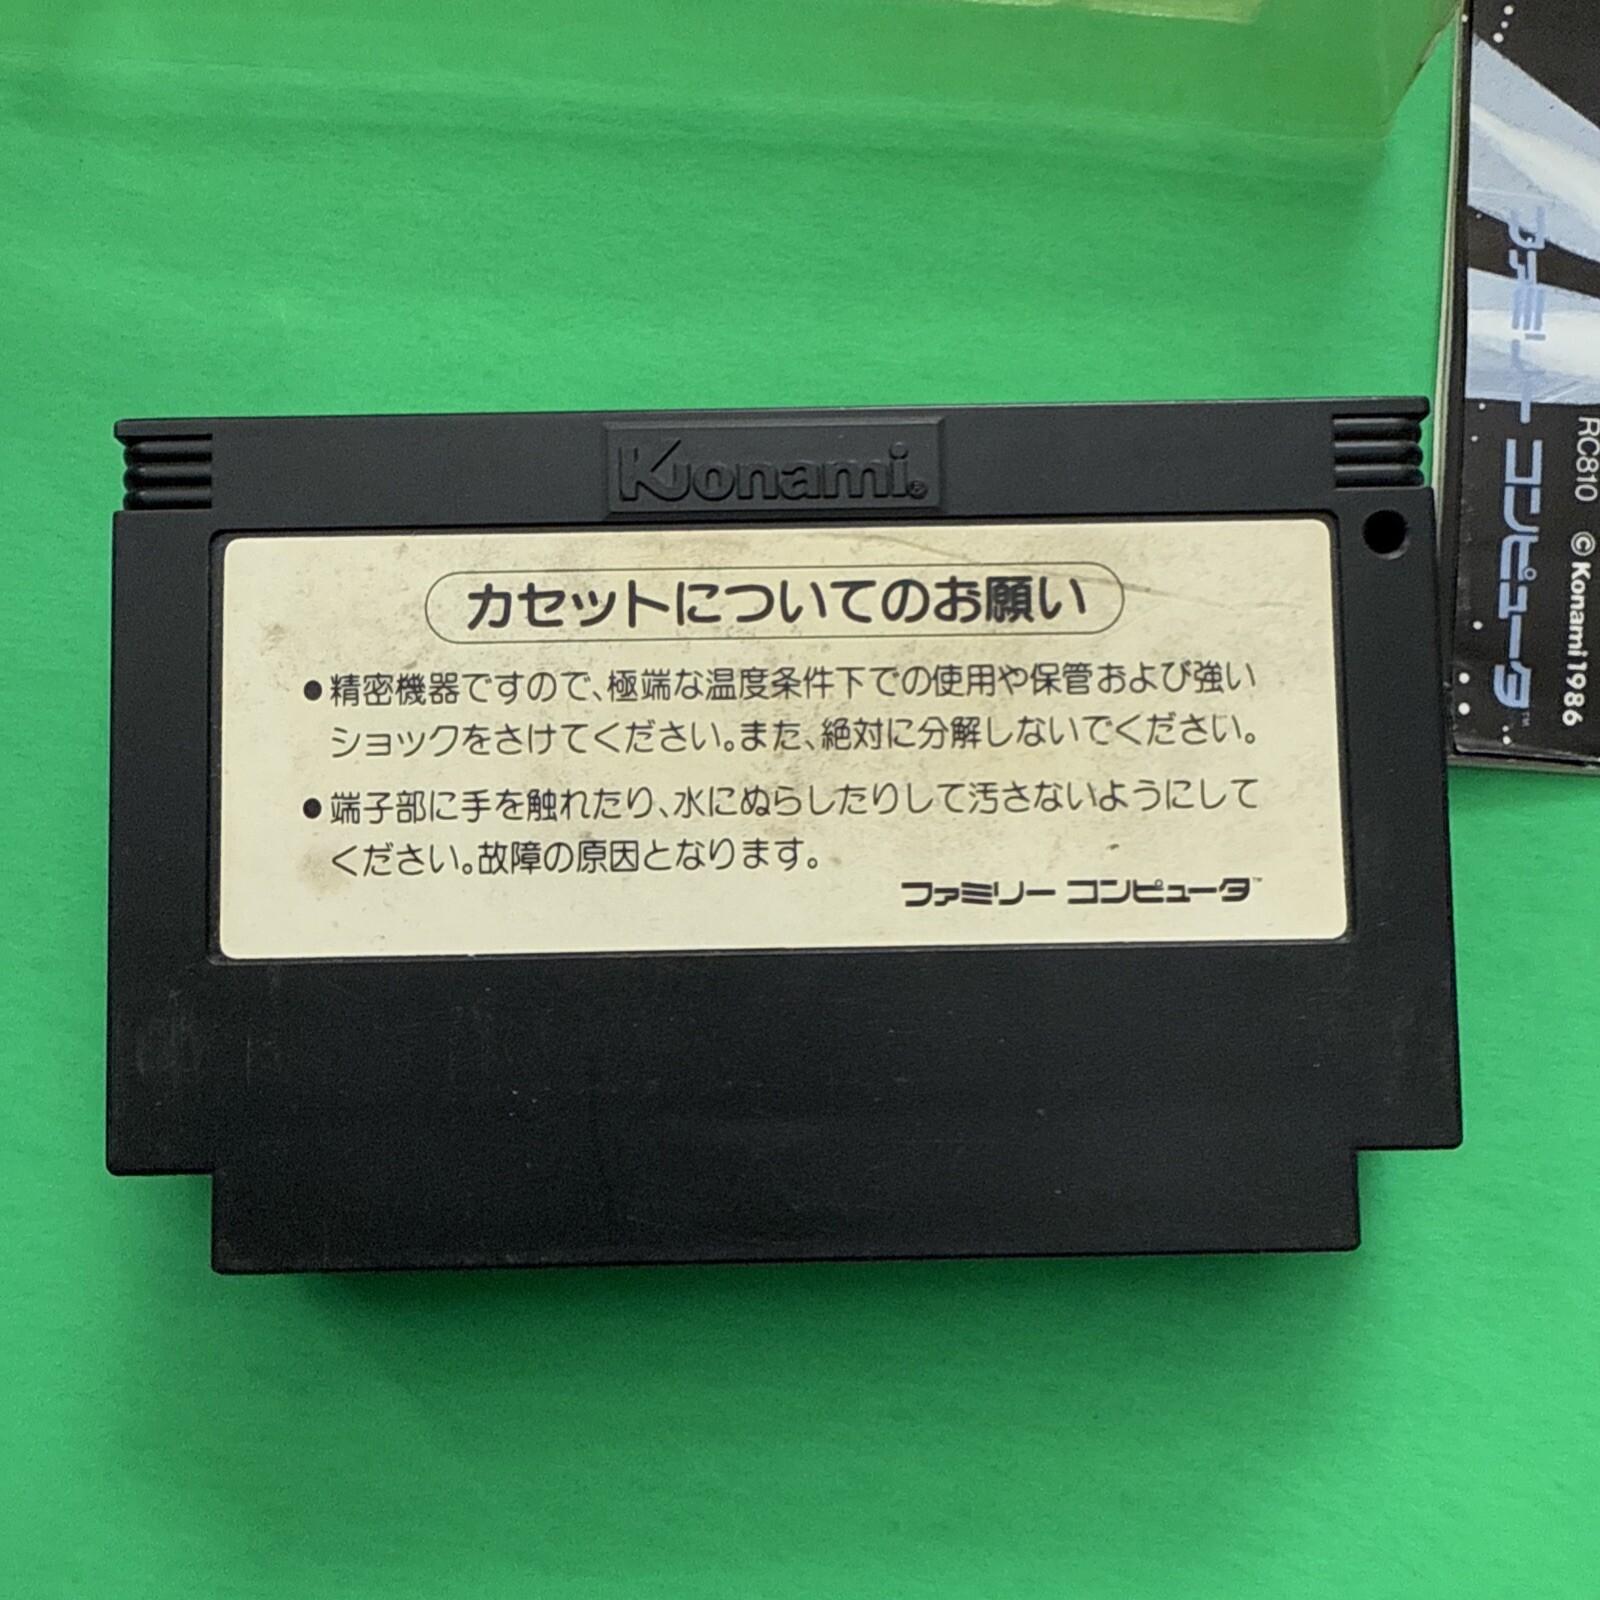 Konami®
カセットについてのお願い
●精密機器ですので、極端な温度条件下での使用や保管および強い
ショックをさけてください。また、絶対に分解しないでください。
●端子部に手を触れたり、水にぬらしたりして汚さないようにして
ください。故障の原因となります。
ファミリー コンピュータ™
ファミリー コンピュータ™
RC810 © Konami 1986